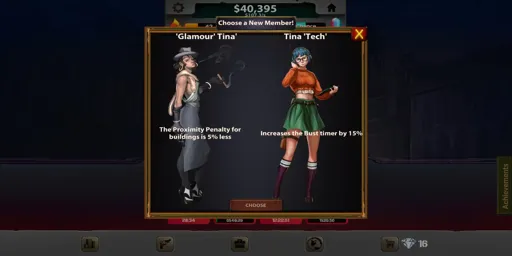 $40,395
Choose a New Member!
'Glamour' Tina'
Tina 'Tech'
X
The Proximity Penalty for
buildings is 5% less
Increases the Bust timer by 15%
CHOOSE
Achievements
16